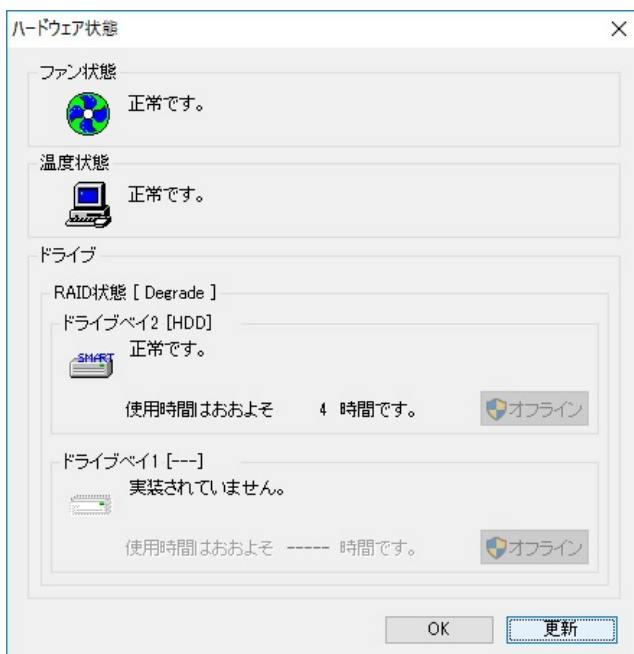 ハードウェア状態
ファン状態
正常です。
温度状態
正常です。
ドライブ
RAID状態 [ Degrade ]
ドライブベイ2 [HDD]
SMART
正常です。
使用時間はおおよそ 4 時間です。
オフライン
ドライブベイ1 [---]
実装されていません。
使用時間はおおよそ ----- 時間です。
オフライン
OK
更新